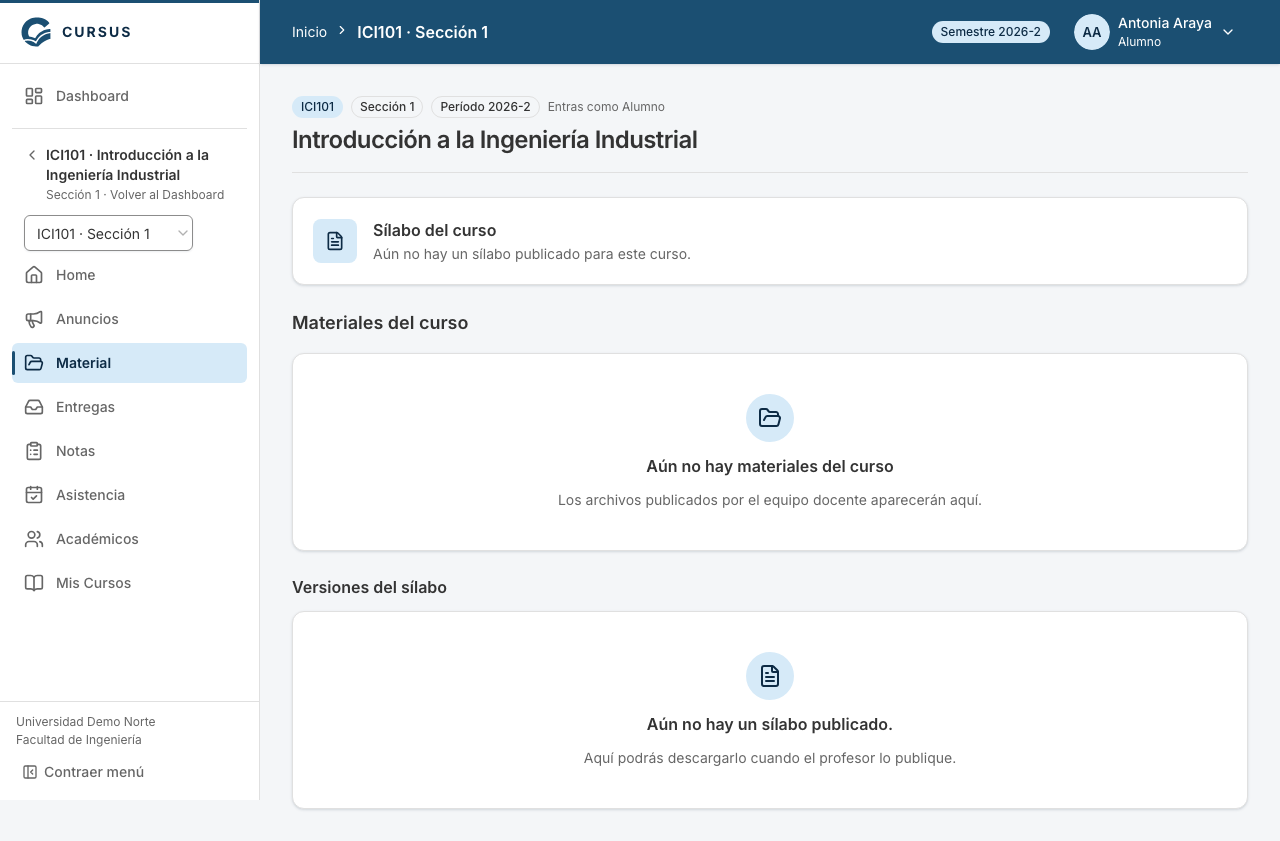 CURSUS
Inicio > ICI101 · Sección 1
Semestre 2026-2
AA
Antonia Araya
Alumno
Dashboard
ICI101 · Introducción a la
Ingeniería Industrial
Sección 1 · Volver al Dashboard
ICI101 · Sección 1
Home
Anuncios
Material
Entregas
Notas
Asistencia
Académicos
Mis Cursos
Universidad Demo Norte
Facultad de Ingeniería
Contraer menú
ICI101 Sección 1 Período 2026-2 Entras como Alumno
Introducción a la Ingeniería Industrial
Sílabo del curso
Aún no hay un sílabo publicado para este curso.
Materiales del curso
Aún no hay materiales del curso
Los archivos publicados por el equipo docente aparecerán aquí.
Versiones del sílabo
Aún no hay un sílabo publicado.
Aquí podrás descargarlo cuando el profesor lo publique.